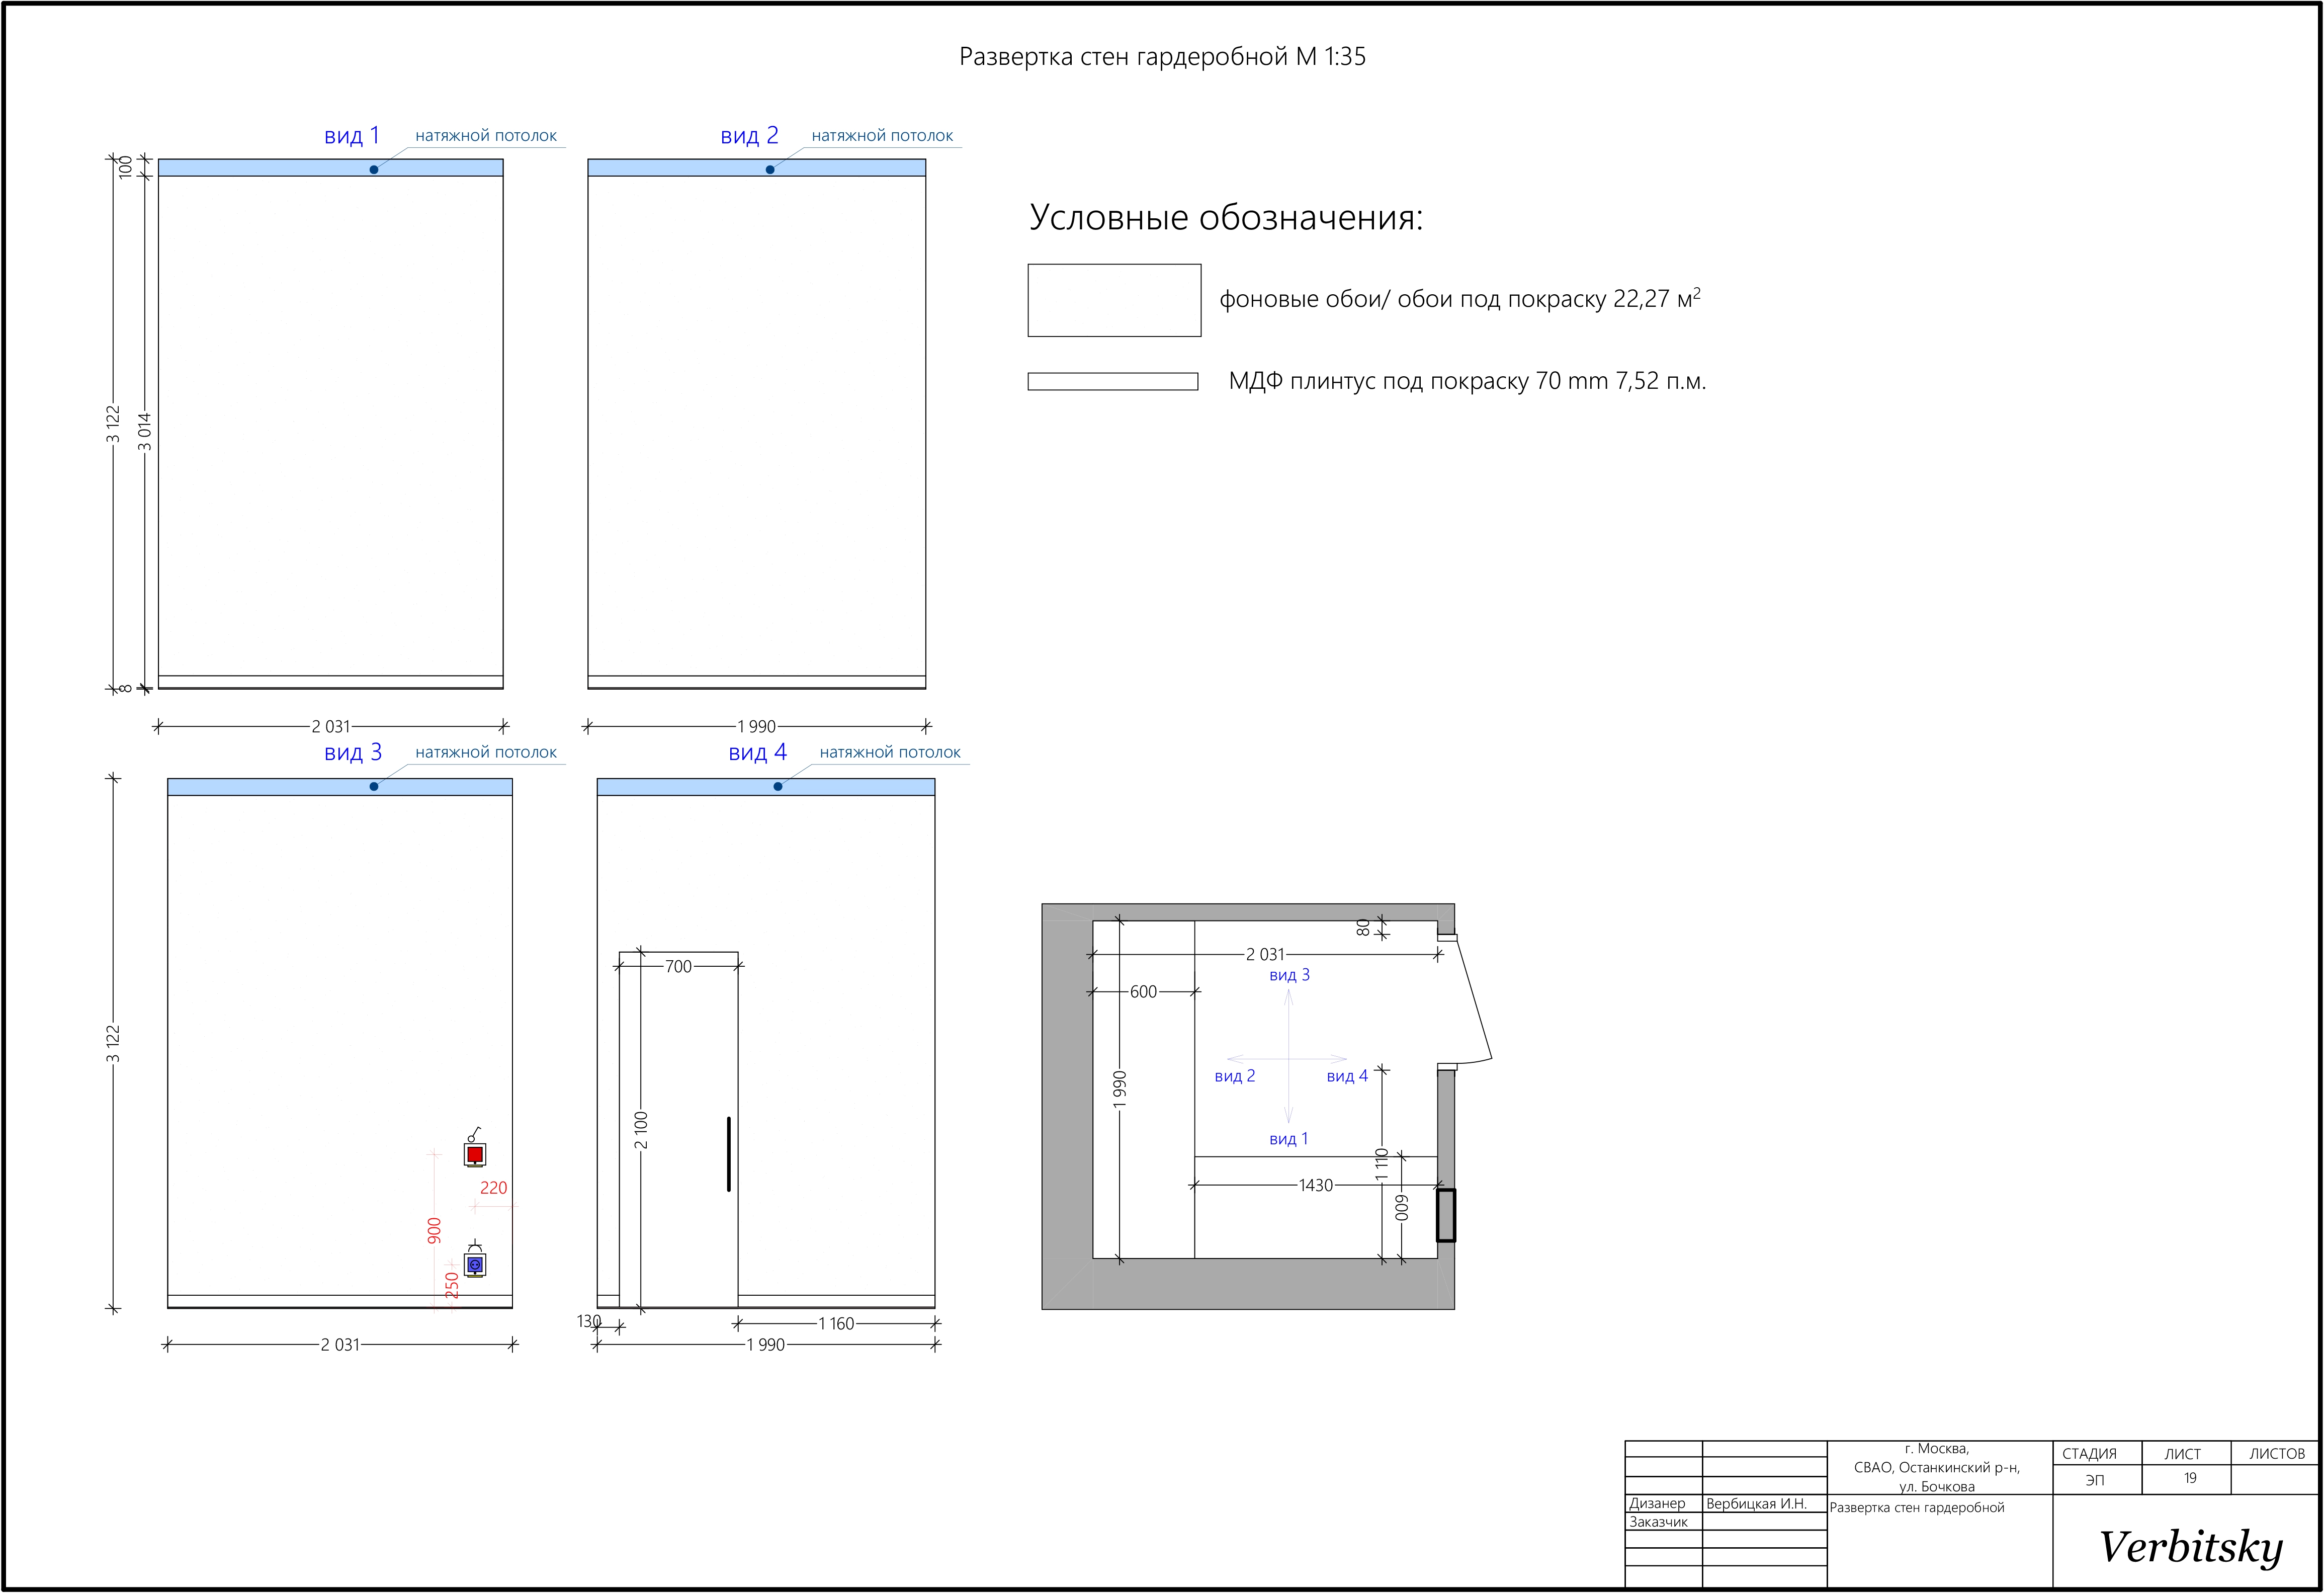 Развертка стен гардеробной М 1:35
вид 1
натяжной потолок
вид 2
натяжной потолок
100
3 122
3 014
8
2 031
1 990
Условные обозначения:
фоновые обои/ обои под покраску 22,27 м²
МДФ плинтус под покраску 70 mm 7,52 п.м.
вид 3
натяжной потолок
вид 4
натяжной потолок
3 122
220
900
250
2 031
700
2 100
130
1 160
1 990
80
2 031
вид 3
600
1 990
вид 2
вид 4
вид 1
1 110
1430
600
г. Москва,
СВАО, Останкинский р-н,
ул. Бочкова
СТАДИЯ
ЛИСТ
ЛИСТОВ
ЭП
19
Дизанер
Вербицкая И.Н.
Развертка стен гардеробной
Заказчик
Verbitsky